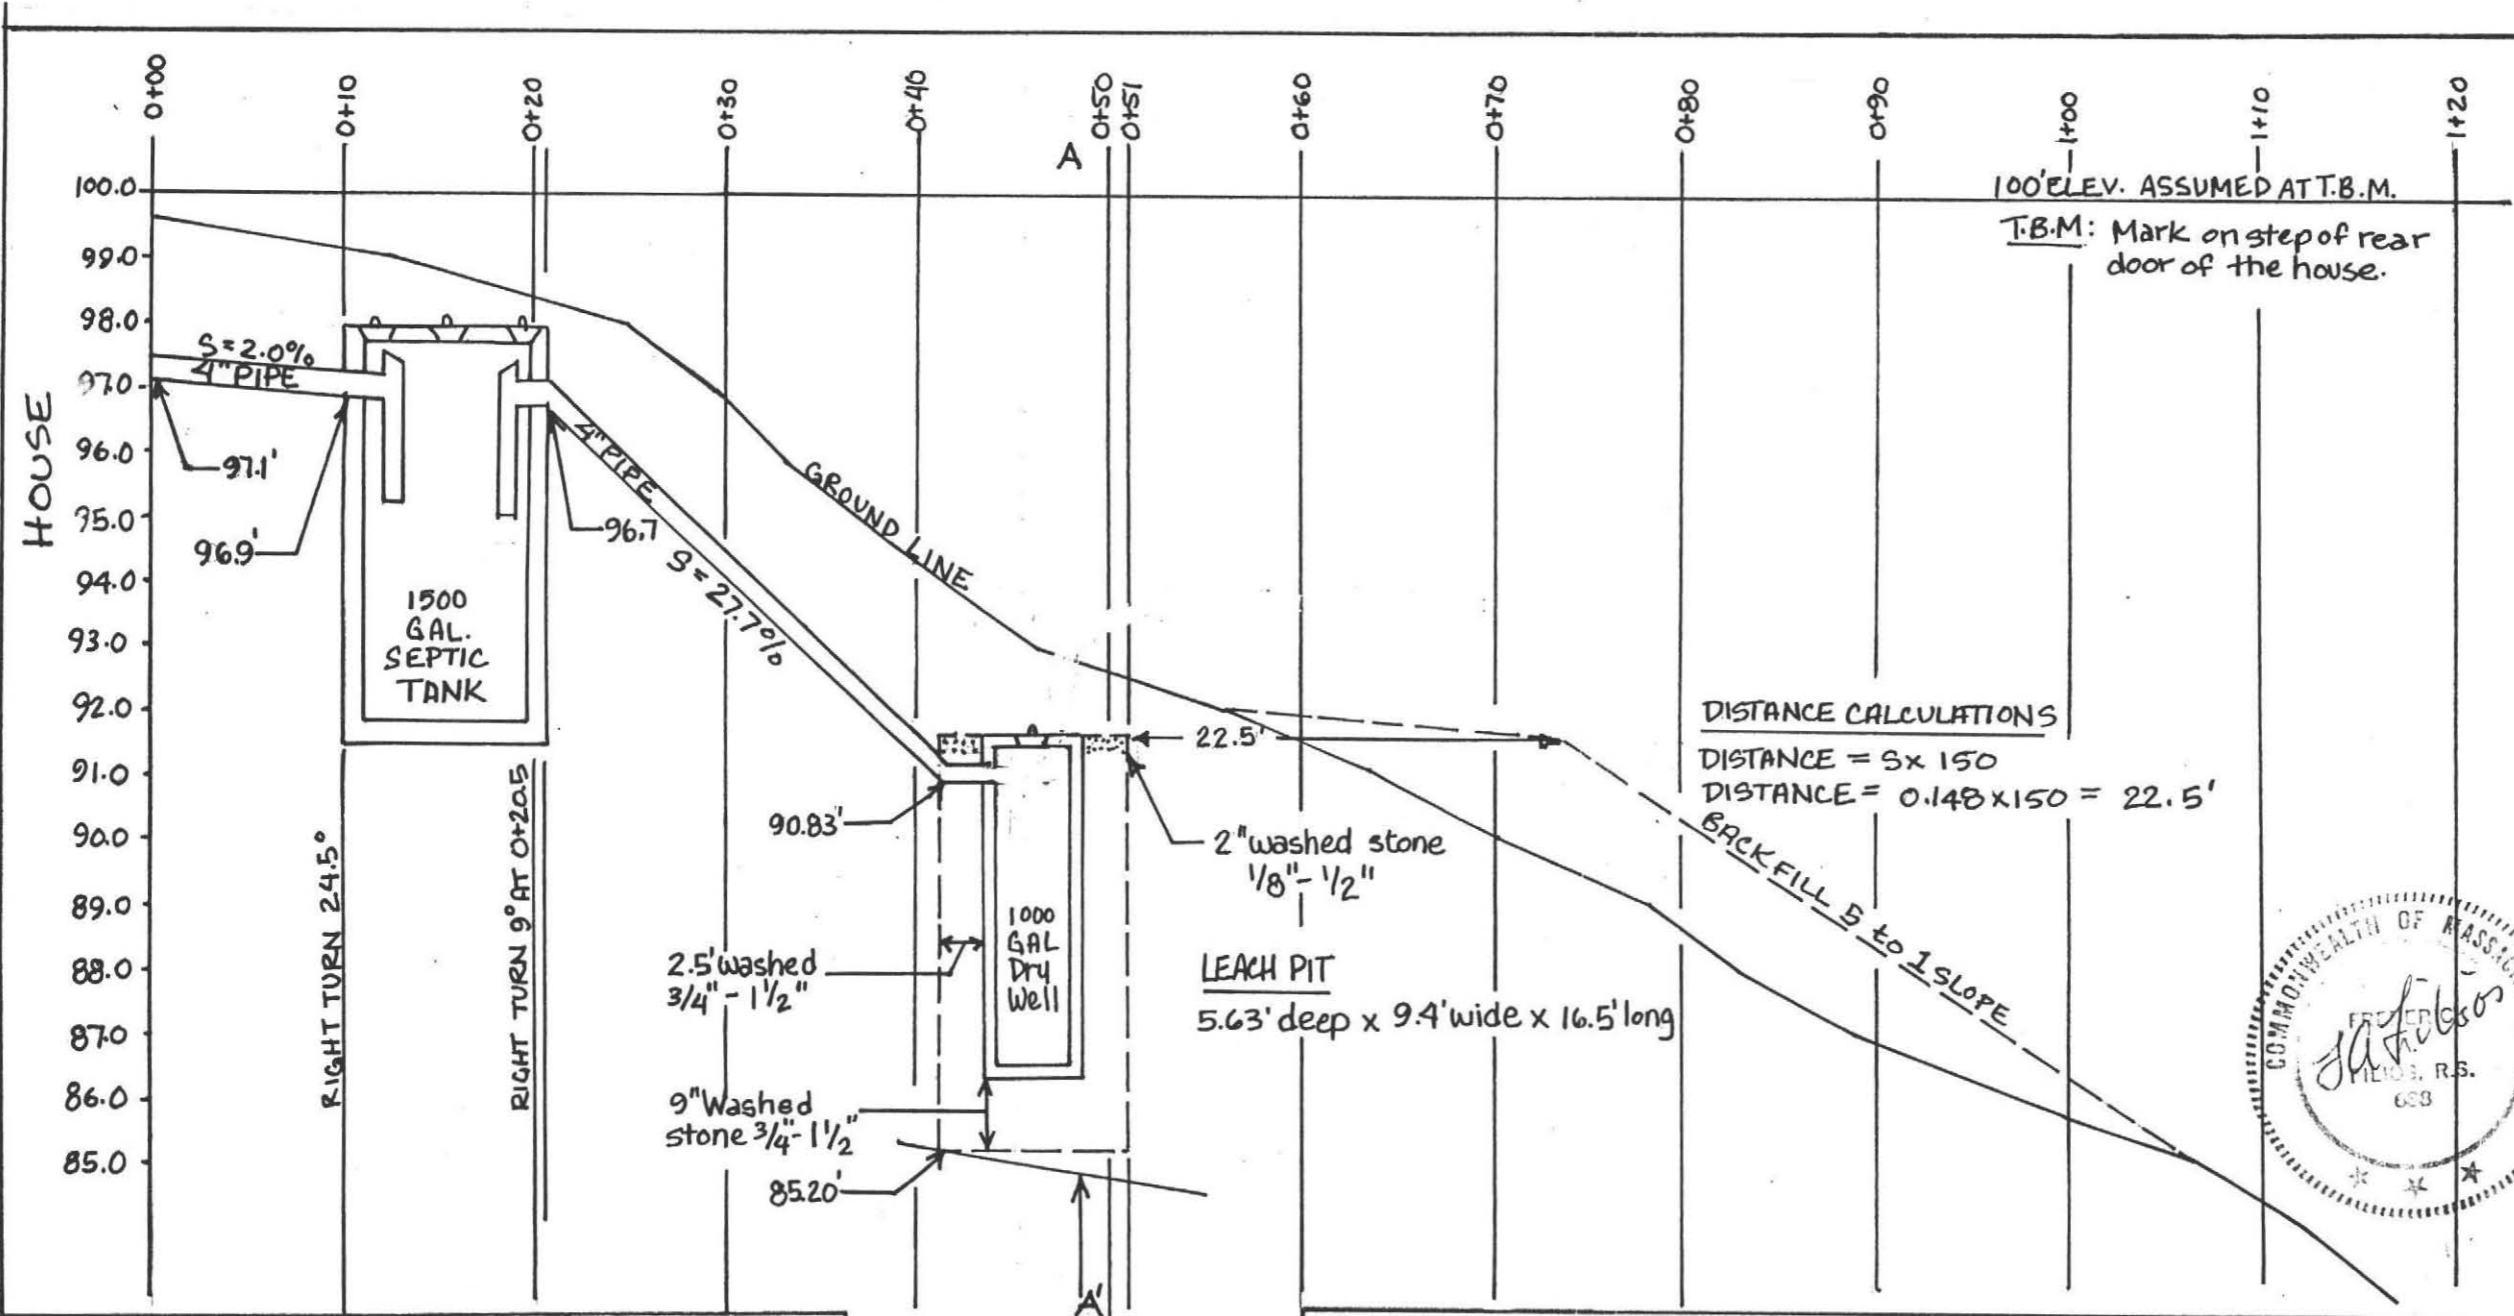 0+00
0+10
0+20
0+30
0+40
0+50
0+51
0+60
0+70
0+80
0+90
1+00
1+10
1+20
A
100.0
99.0
98.0
97.0
96.0
95.0
94.0
93.0
92.0
91.0
90.0
89.0
88.0
87.0
86.0
85.0
HOUSE
100' ELEV. ASSUMED AT T.B.M.
T.B.M: Mark on step of rear
door of the house.
S=2.0%
4" PIPE
97.1'
96.9'
1500
GAL.
SEPTIC
TANK
4" PIPE
96.7
S=27.7%
GROUND LINE
RIGHT TURN 24.5°
RIGHT TURN 9° AT 0+20.5
22.5'
90.83'
2" washed stone
1/8"-1/2"
1000
GAL
Dry
Well
2.5' washed
3/4"-1 1/2"
9" Washed
stone 3/4"-1 1/2"
85.20'
A'
LEACH PIT
5.63' deep x 9.4' wide x 16.5' long
DISTANCE CALCULATIONS
DISTANCE = S x 150
DISTANCE = 0.148 x 150 = 22.5'
BACKFILL 5 to 1 SLOPE
COMMONWEALTH OF
R.S.